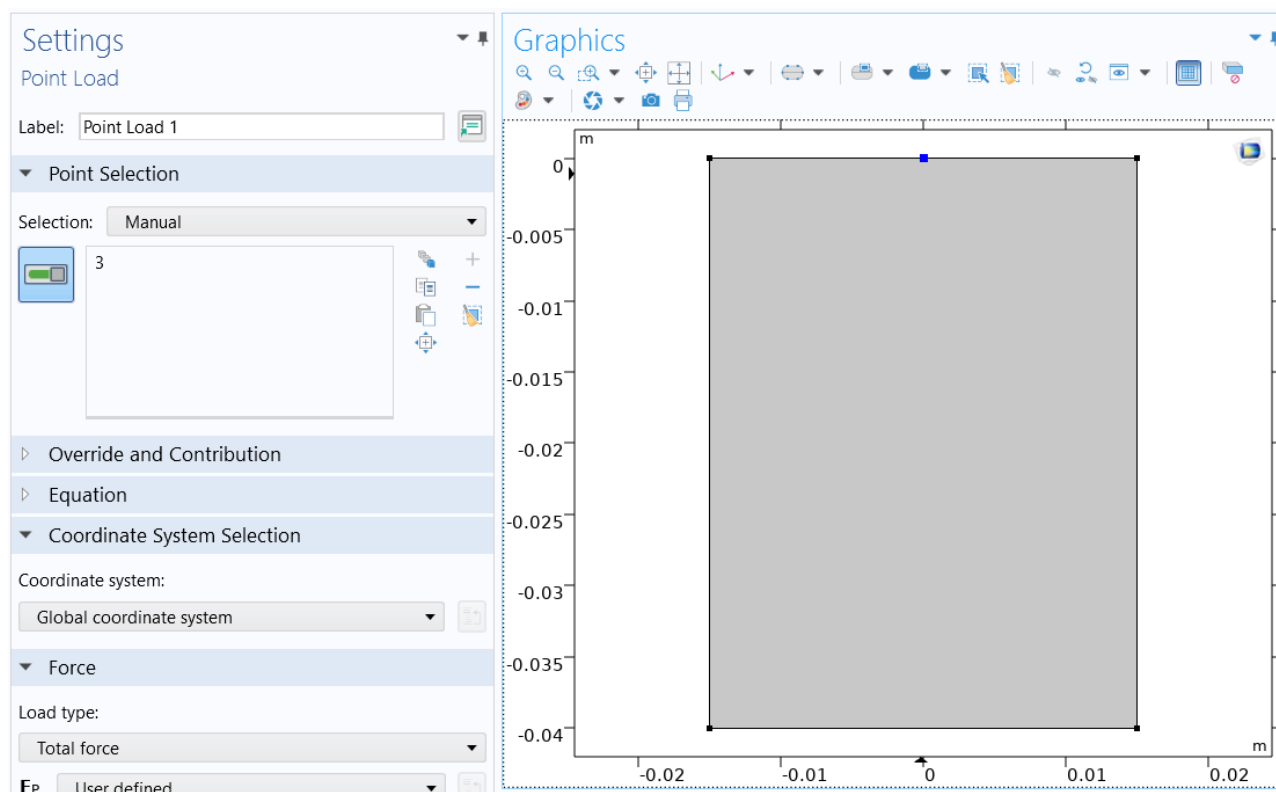 Settings
Point Load
Label: Point Load 1
Point Selection
Selection: Manual
3
Override and Contribution
Equation
Coordinate System Selection
Coordinate system:
Global coordinate system
Force
Load type:
Total force
FP User defined
Graphics
m
0
-0.005
-0.01
-0.015
-0.02
-0.025
-0.03
-0.035
-0.04
m
-0.02 -0.01 0 0.01 0.02